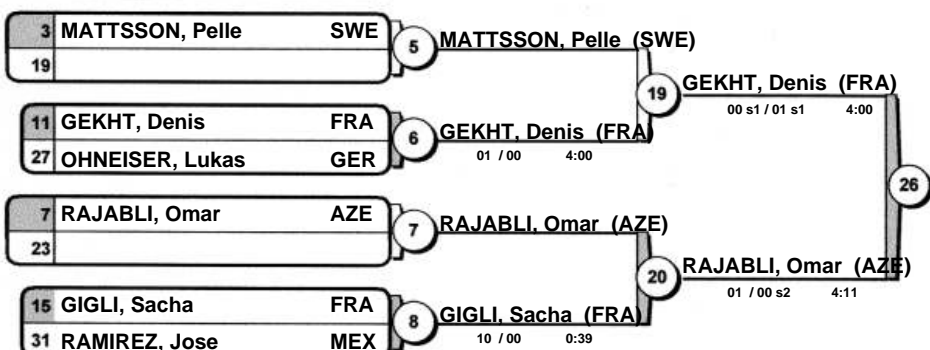 3 MATTSSON, Pelle SWE
19
5
MATTSSON, Pelle (SWE)
11 GEKHT, Denis FRA
27 OHNEISER, Lukas GER
6
GEKHT, Denis (FRA)
01 / 00 4:00
19
GEKHT, Denis (FRA)
00 s1 / 01 s1 4:00
7 RAJABLI, Omar AZE
23
7
RAJABLI, Omar (AZE)
15 GIGLI, Sacha FRA
31 RAMIREZ, Jose MEX
8
GIGLI, Sacha (FRA)
10 / 00 0:39
20
RAJABLI, Omar (AZE)
01 / 00 s2 4:11
26